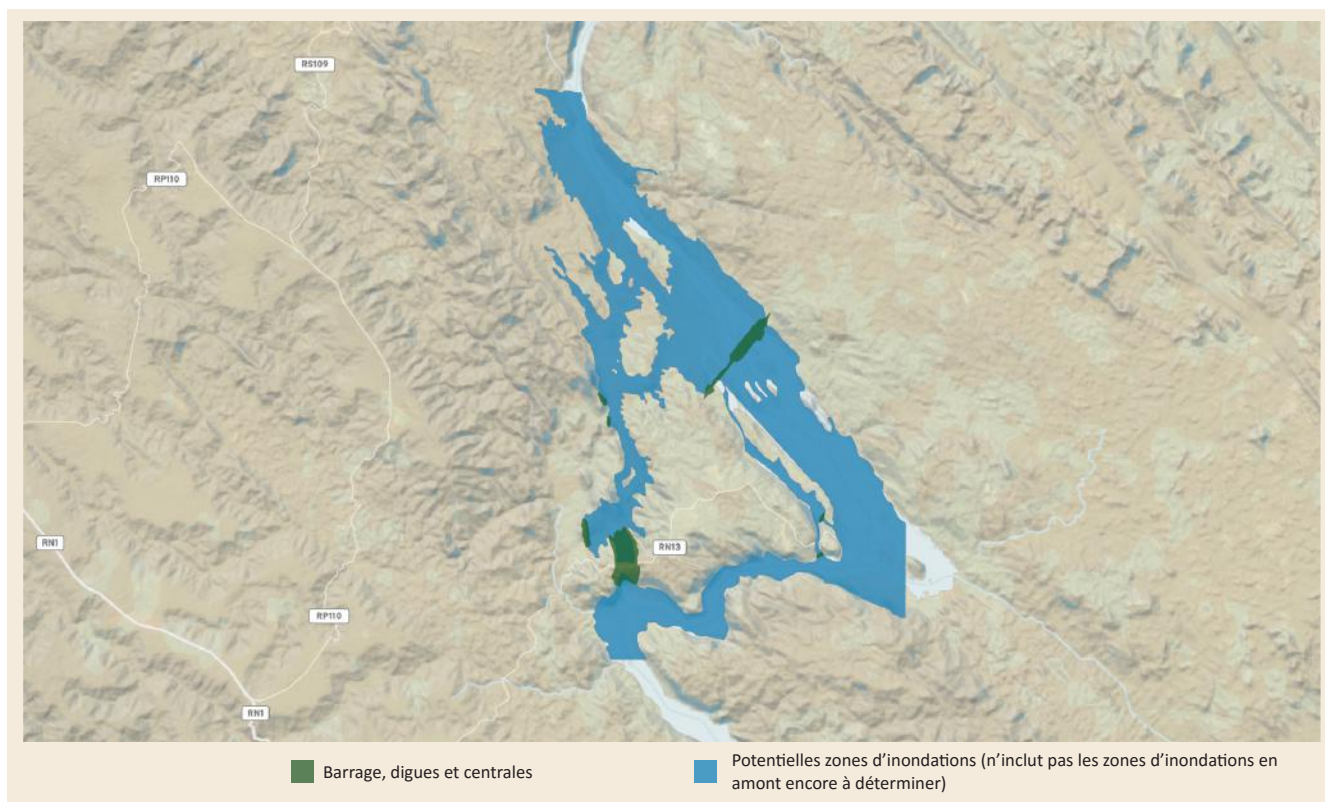 RS109
RP110
RN1
RN13
RP110
RN1
Barrage, digues et centrales
Potentielles zones d’inondations (n’inclut pas les zones d’inondations en
amont encore à déterminer)